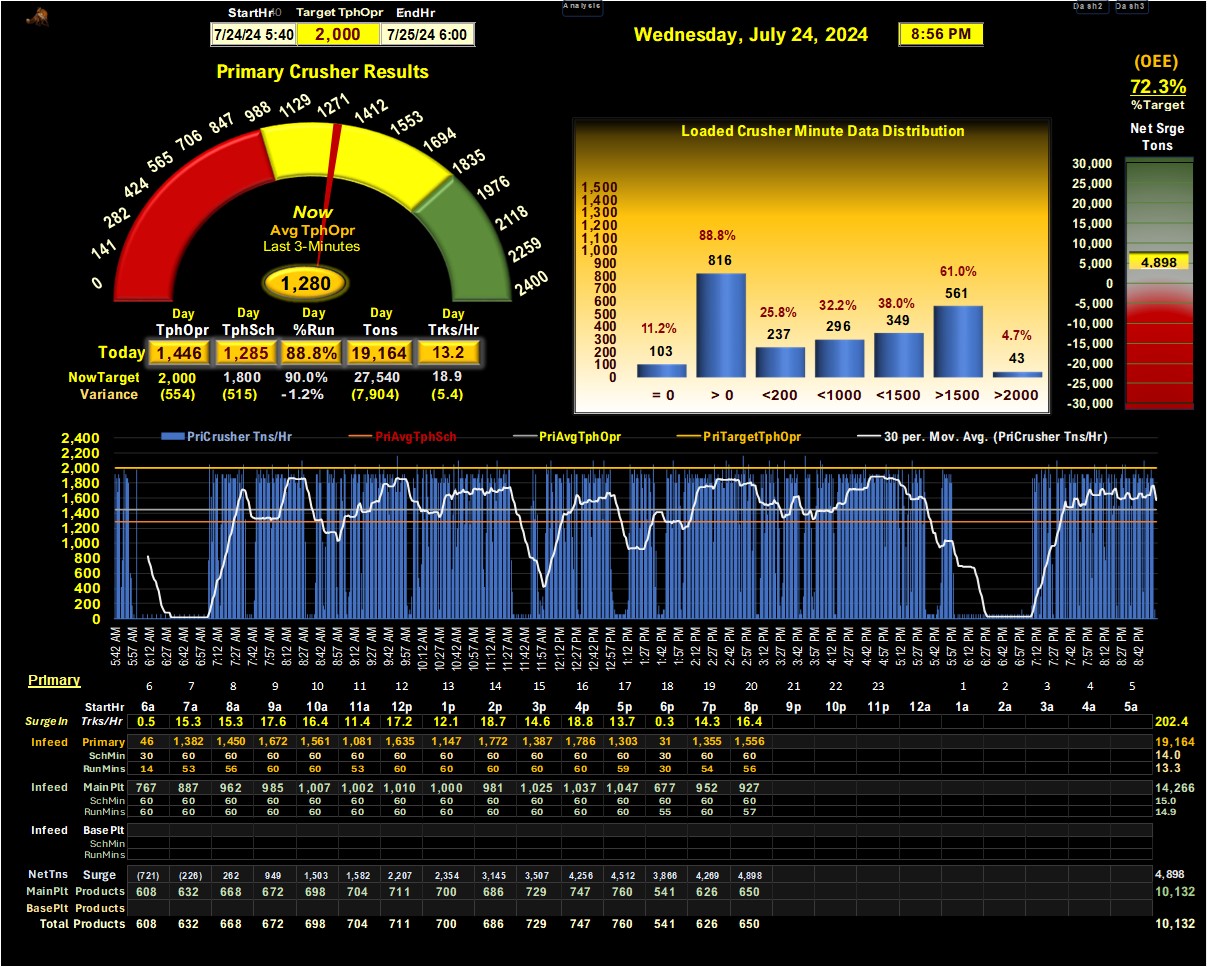 StartHr Target TphOpr EndHr
7/24/24 5:40 2,000 7/25/24 6:00
Analysis
Dash2 Dash3
Wednesday, July 24, 2024 8:56 PM
Primary Crusher Results
0 141 282 424 565 706 847 988 1129 1271 1412 1553 1694 1835 1976 2118 2259 2400
Now
Avg TphOpr
Last 3-Minutes
1,280
Day Day Day Day Day
TphOpr TphSch %Run Tons Trks/Hr
Today 1,446 1,285 88.8% 19,164 13.2
NowTarget 2,000 1,800 90.0% 27,540 18.9
Variance (554) (515) -1.2% (7,904) (5.4)
Loaded Crusher Minute Data Distribution
1,500
1,400
1,300
1,200
1,100
1,000
900
800
700
600
500
400
300
200
100
0
11.2% 88.8% 25.8% 32.2% 38.0% 61.0% 4.7%
103 816 237 296 349 561 43
= 0 > 0 <200 <1000 <1500 >1500 >2000
(OEE)
72.3%
%Target
Net Srge
Tons
30,000
25,000
20,000
15,000
10,000
5,000
0
-5,000
-10,000
-15,000
-20,000
-25,000
-30,000
4,898
PriCrusher Tns/Hr PriAvgTphSch PriAvgTphOpr PriTargetTphOpr 30 per. Mov. Avg. (PriCrusher Tns/Hr)
2,400
2,200
2,000
1,800
1,600
1,400
1,200
1,000
800
600
400
200
0
5:42 AM 5:57 AM 6:12 AM 6:27 AM 6:42 AM 6:57 AM 7:12 AM 7:27 AM 7:42 AM 7:57 AM 8:12 AM 8:27 AM 8:42 AM 8:57 AM 9:12 AM 9:27 AM 9:42 AM 9:57 AM 10:12 AM 10:27 AM 10:42 AM 10:57 AM 11:12 AM 11:27 AM 11:42 AM 11:57 AM 12:12 PM 12:27 PM 12:42 PM 12:57 PM 1:12 PM 1:27 PM 1:42 PM 1:57 PM 2:12 PM 2:27 PM 2:42 PM 2:57 PM 3:12 PM 3:27 PM 3:42 PM 3:57 PM 4:12 PM 4:27 PM 4:42 PM 4:57 PM 5:12 PM 5:27 PM 5:42 PM 5:57 PM 6:12 PM 6:27 PM 6:42 PM 6:57 PM 7:12 PM 7:27 PM 7:42 PM 7:57 PM 8:12 PM 8:27 PM 8:42 PM
Primary 6 7 8 9 10 11 12 13 14 15 16 17 18 19 20 21 22 23 1 2 3 4 5
StartHr 6a 7a 8a 9a 10a 11a 12p 1p 2p 3p 4p 5p 6p 7p 8p 9p 10p 11p 12a 1a 2a 3a 4a 5a
SurgeIn Trks/Hr 0.5 15.3 15.3 17.6 16.4 11.4 17.2 12.1 18.7 14.6 18.8 13.7 0.3 14.3 16.4 202.4
Infeed Primary 46 1,382 1,450 1,672 1,561 1,081 1,635 1,147 1,772 1,387 1,786 1,303 31 1,355 1,556 19,164
SchMin 30 60 60 60 60 60 60 60 60 60 60 60 30 60 60 14.0
RunMins 14 53 56 60 60 53 60 60 60 60 60 59 30 54 56 13.3
Infeed MainPlt 767 887 962 985 1,007 1,002 1,010 1,000 981 1,025 1,037 1,047 677 952 927 14,266
SchMin 60 60 60 60 60 60 60 60 60 60 60 60 60 60 60 15.0
RunMins 60 60 60 60 60 60 60 60 60 60 60 60 55 60 57 14.9
Infeed Base Plt
SchMin
RunMins
NetTns Surge (721) (226) 262 949 1,503 1,582 2,207 2,354 3,145 3,507 4,256 4,512 3,866 4,269 4,898 4,898
MainPlt Products 608 632 668 672 698 704 711 700 686 729 747 760 541 626 650 10,132
BasePlt Products
Total Products 608 632 668 672 698 704 711 700 686 729 747 760 541 626 650 10,132